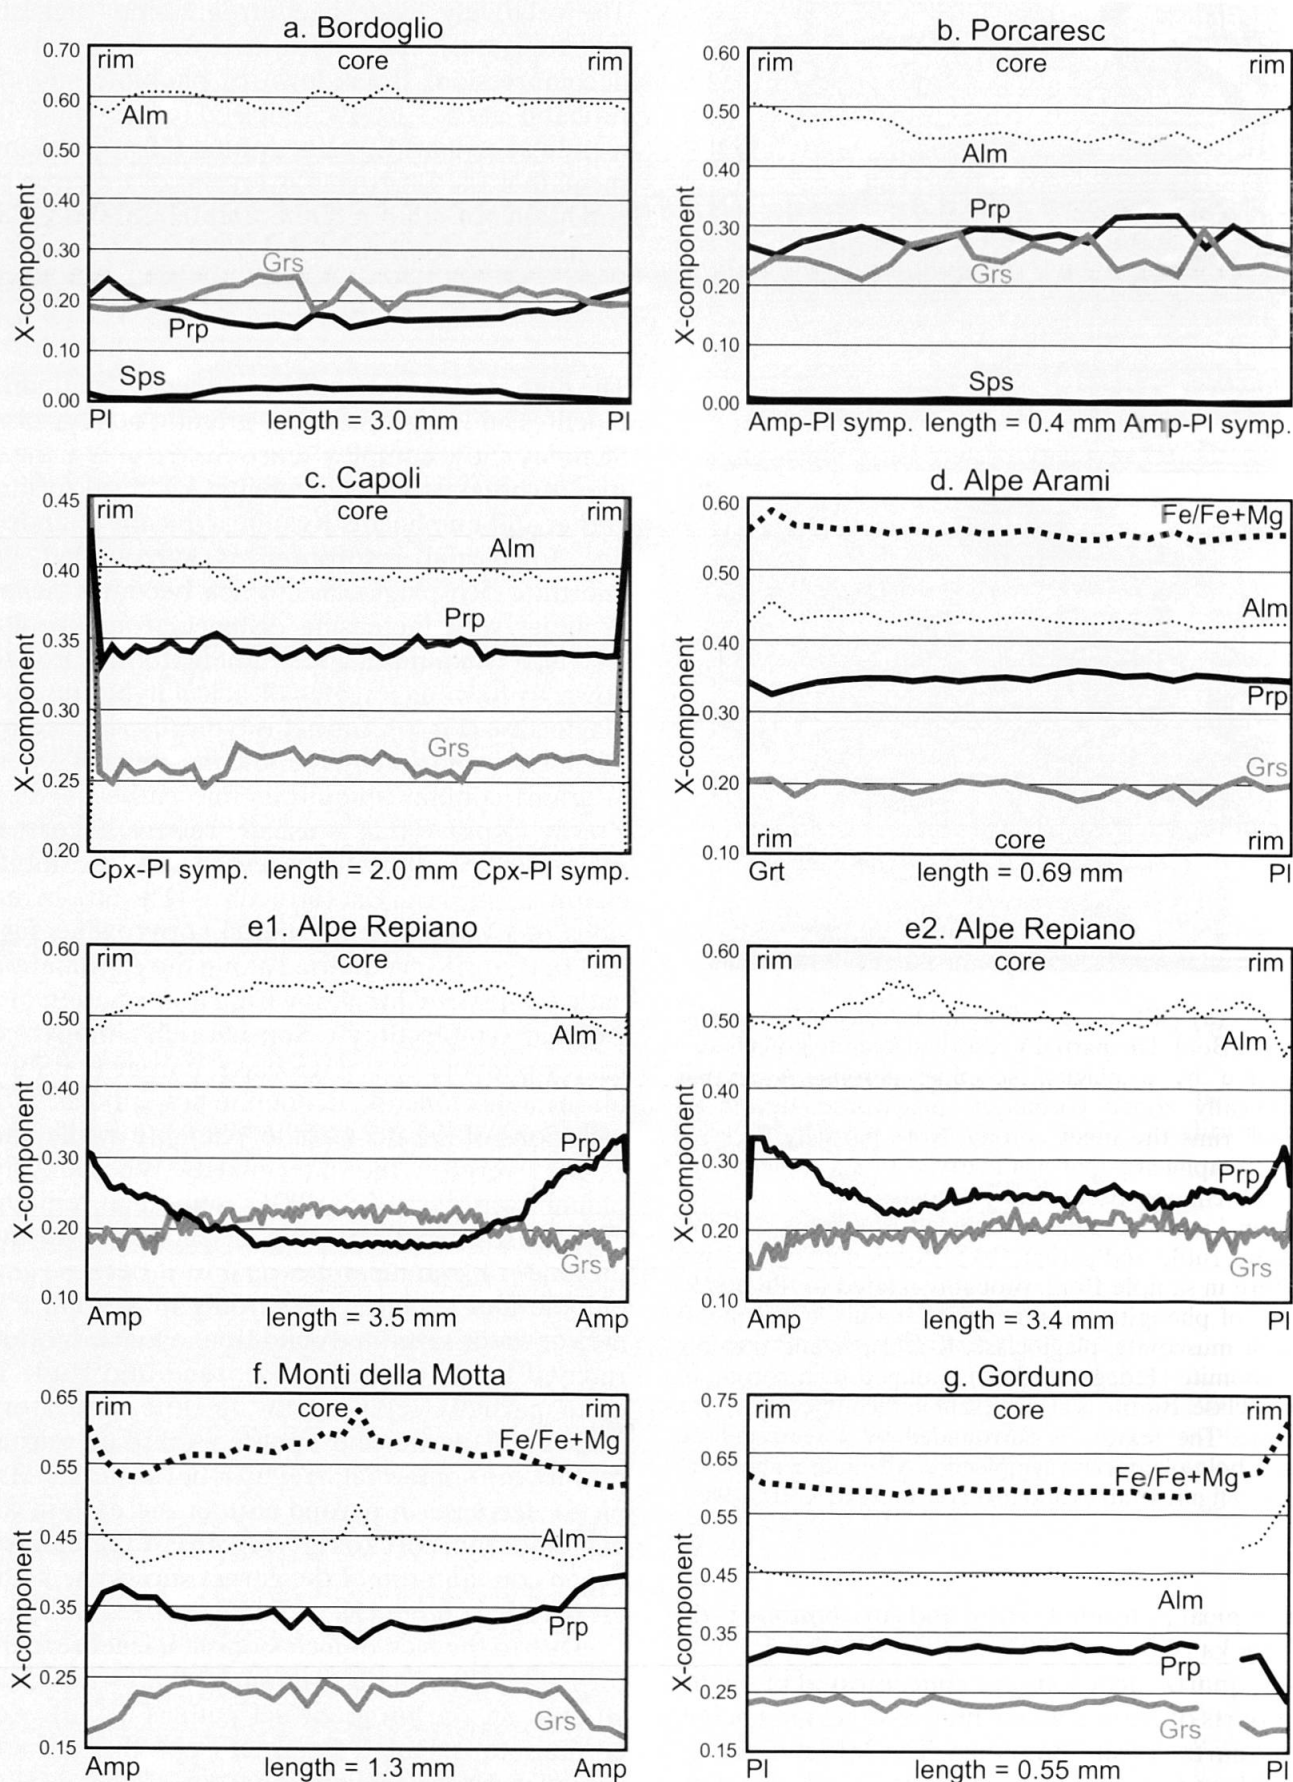 a. Bordoglio
X-component
0.70
0.60
0.50
0.40
0.30
0.20
0.10
0.00
rim core rim
Alm
Grs
Prp
Sps
Pl length = 3.0 mm Pl
b. Porcaresc
X-component
0.60
0.50
0.40
0.30
0.20
0.10
0.00
rim core rim
Alm
Prp
Grs
Sps
Amp-Pl symp. length = 0.4 mm Amp-Pl symp.
c. Capoli
X-component
0.45
0.40
0.35
0.30
0.25
0.20
rim core rim
Alm
Prp
Grs
Cpx-Pl symp. length = 2.0 mm Cpx-Pl symp.
d. Alpe Arami
X-component
0.60
0.50
0.40
0.30
0.20
0.10
Fe/Fe+Mg
Alm
Prp
Grs
rim core rim
Grt length = 0.69 mm Pl
e1. Alpe Repiano
X-component
0.60
0.50
0.40
0.30
0.20
0.10
rim core rim
Alm
Prp
Grs
Amp length = 3.5 mm Amp
e2. Alpe Repiano
X-component
0.60
0.50
0.40
0.30
0.20
0.10
rim core rim
Alm
Prp
Grs
Amp length = 3.4 mm Pl
f. Monti della Motta
X-component
0.65
0.55
0.45
0.35
0.25
0.15
rim core rim
Fe/Fe+Mg
Alm
Prp
Grs
Amp length = 1.3 mm Amp
g. Gorduno
X-component
0.75
0.65
0.55
0.45
0.35
0.25
0.15
rim core rim
Fe/Fe+Mg
Alm
Prp
Grs
Pl length = 0.55 mm Pl